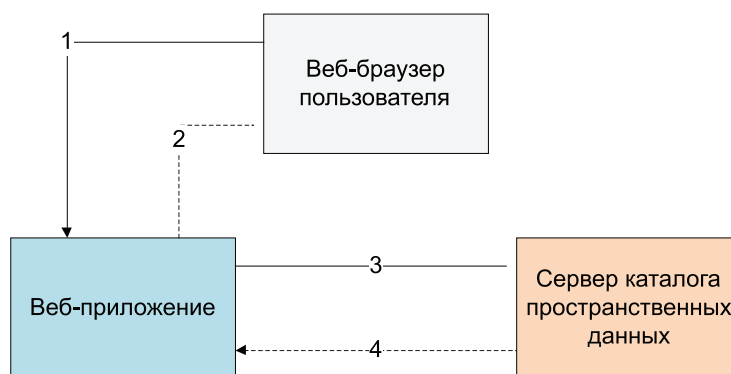 1
Веб-браузер
пользователя
2
Веб-приложение
3
Сервер каталога
пространственных
данных
4